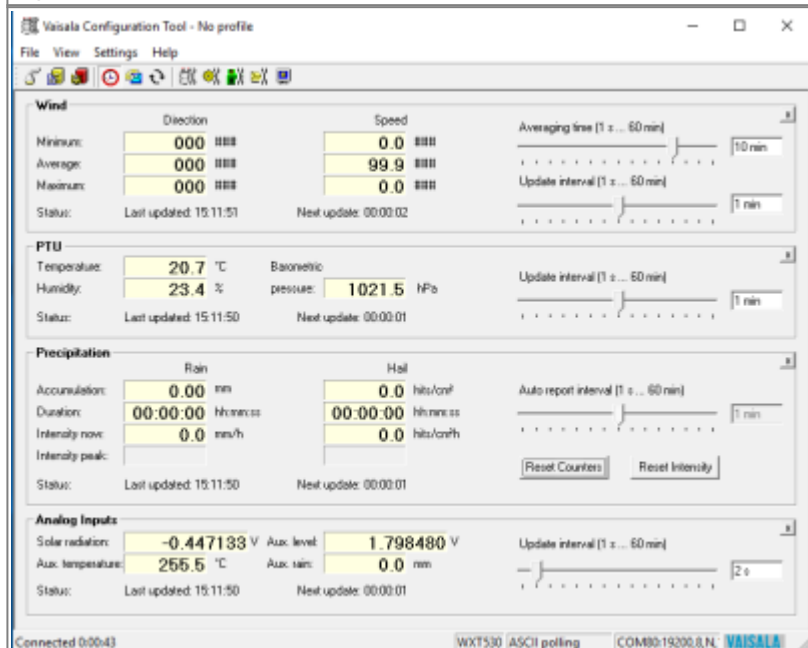 Vaisala Configuration Tool - No profile
File View Settings Help
Wind
Direction Speed
Minimum: 000 ### 0.0 ###
Average: 000 ### 99.9 ###
Maximum: 000 ### 0.0 ###
Status: Last updated: 15:11:51 Next update: 00:00:02
Averaging time (1 s ... 60 min)
10 min
Update interval (1 s ... 60 min)
1 min
PTU
Temperature: 20.7 °C Barometric
Humidity: 23.4 % pressure: 1021.5 hPa
Status: Last updated: 15:11:50 Next update: 00:00:01
Update interval (1 s ... 60 min)
1 min
Precipitation
Rain Hail
Accumulation: 0.00 mm 0.0 hits/cm²
Duration: 00:00:00 hh:mm:ss 00:00:00 hh:mm:ss
Intensity now: 0.0 mm/h 0.0 hits/cm²h
Intensity peak:
Status: Last updated: 15:11:50 Next update: 00:00:01
Auto report interval (1 s ... 60 min)
1 min
Reset Counters Reset Intensity
Analog Inputs
Solar radiation: -0.447133 V Aux. level: 1.798480 V
Aux. temperature: 255.5 °C Aux. rain: 0.0 mm
Status: Last updated: 15:11:50 Next update: 00:00:01
Update interval (1 s ... 60 min)
2 s
Connected 0:00:43 WXT530 ASCII polling COM80:19200,8,N, VAISALA